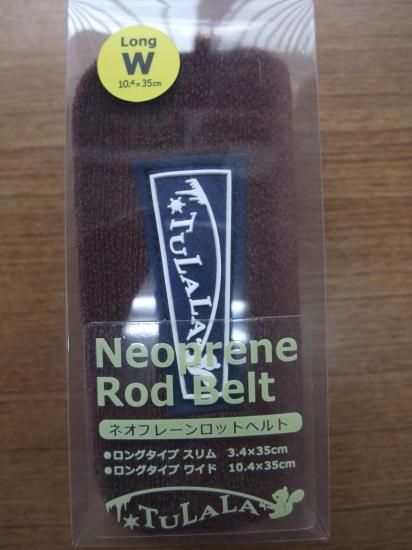 Long
W
10.4×35cm
TULALA
Neoprene
Rod Belt
ネオプレーンロッドベルト
●ロングタイプ スリム 3.4×35cm
●ロングタイプ ワイド 10.4×35cm
TULALA